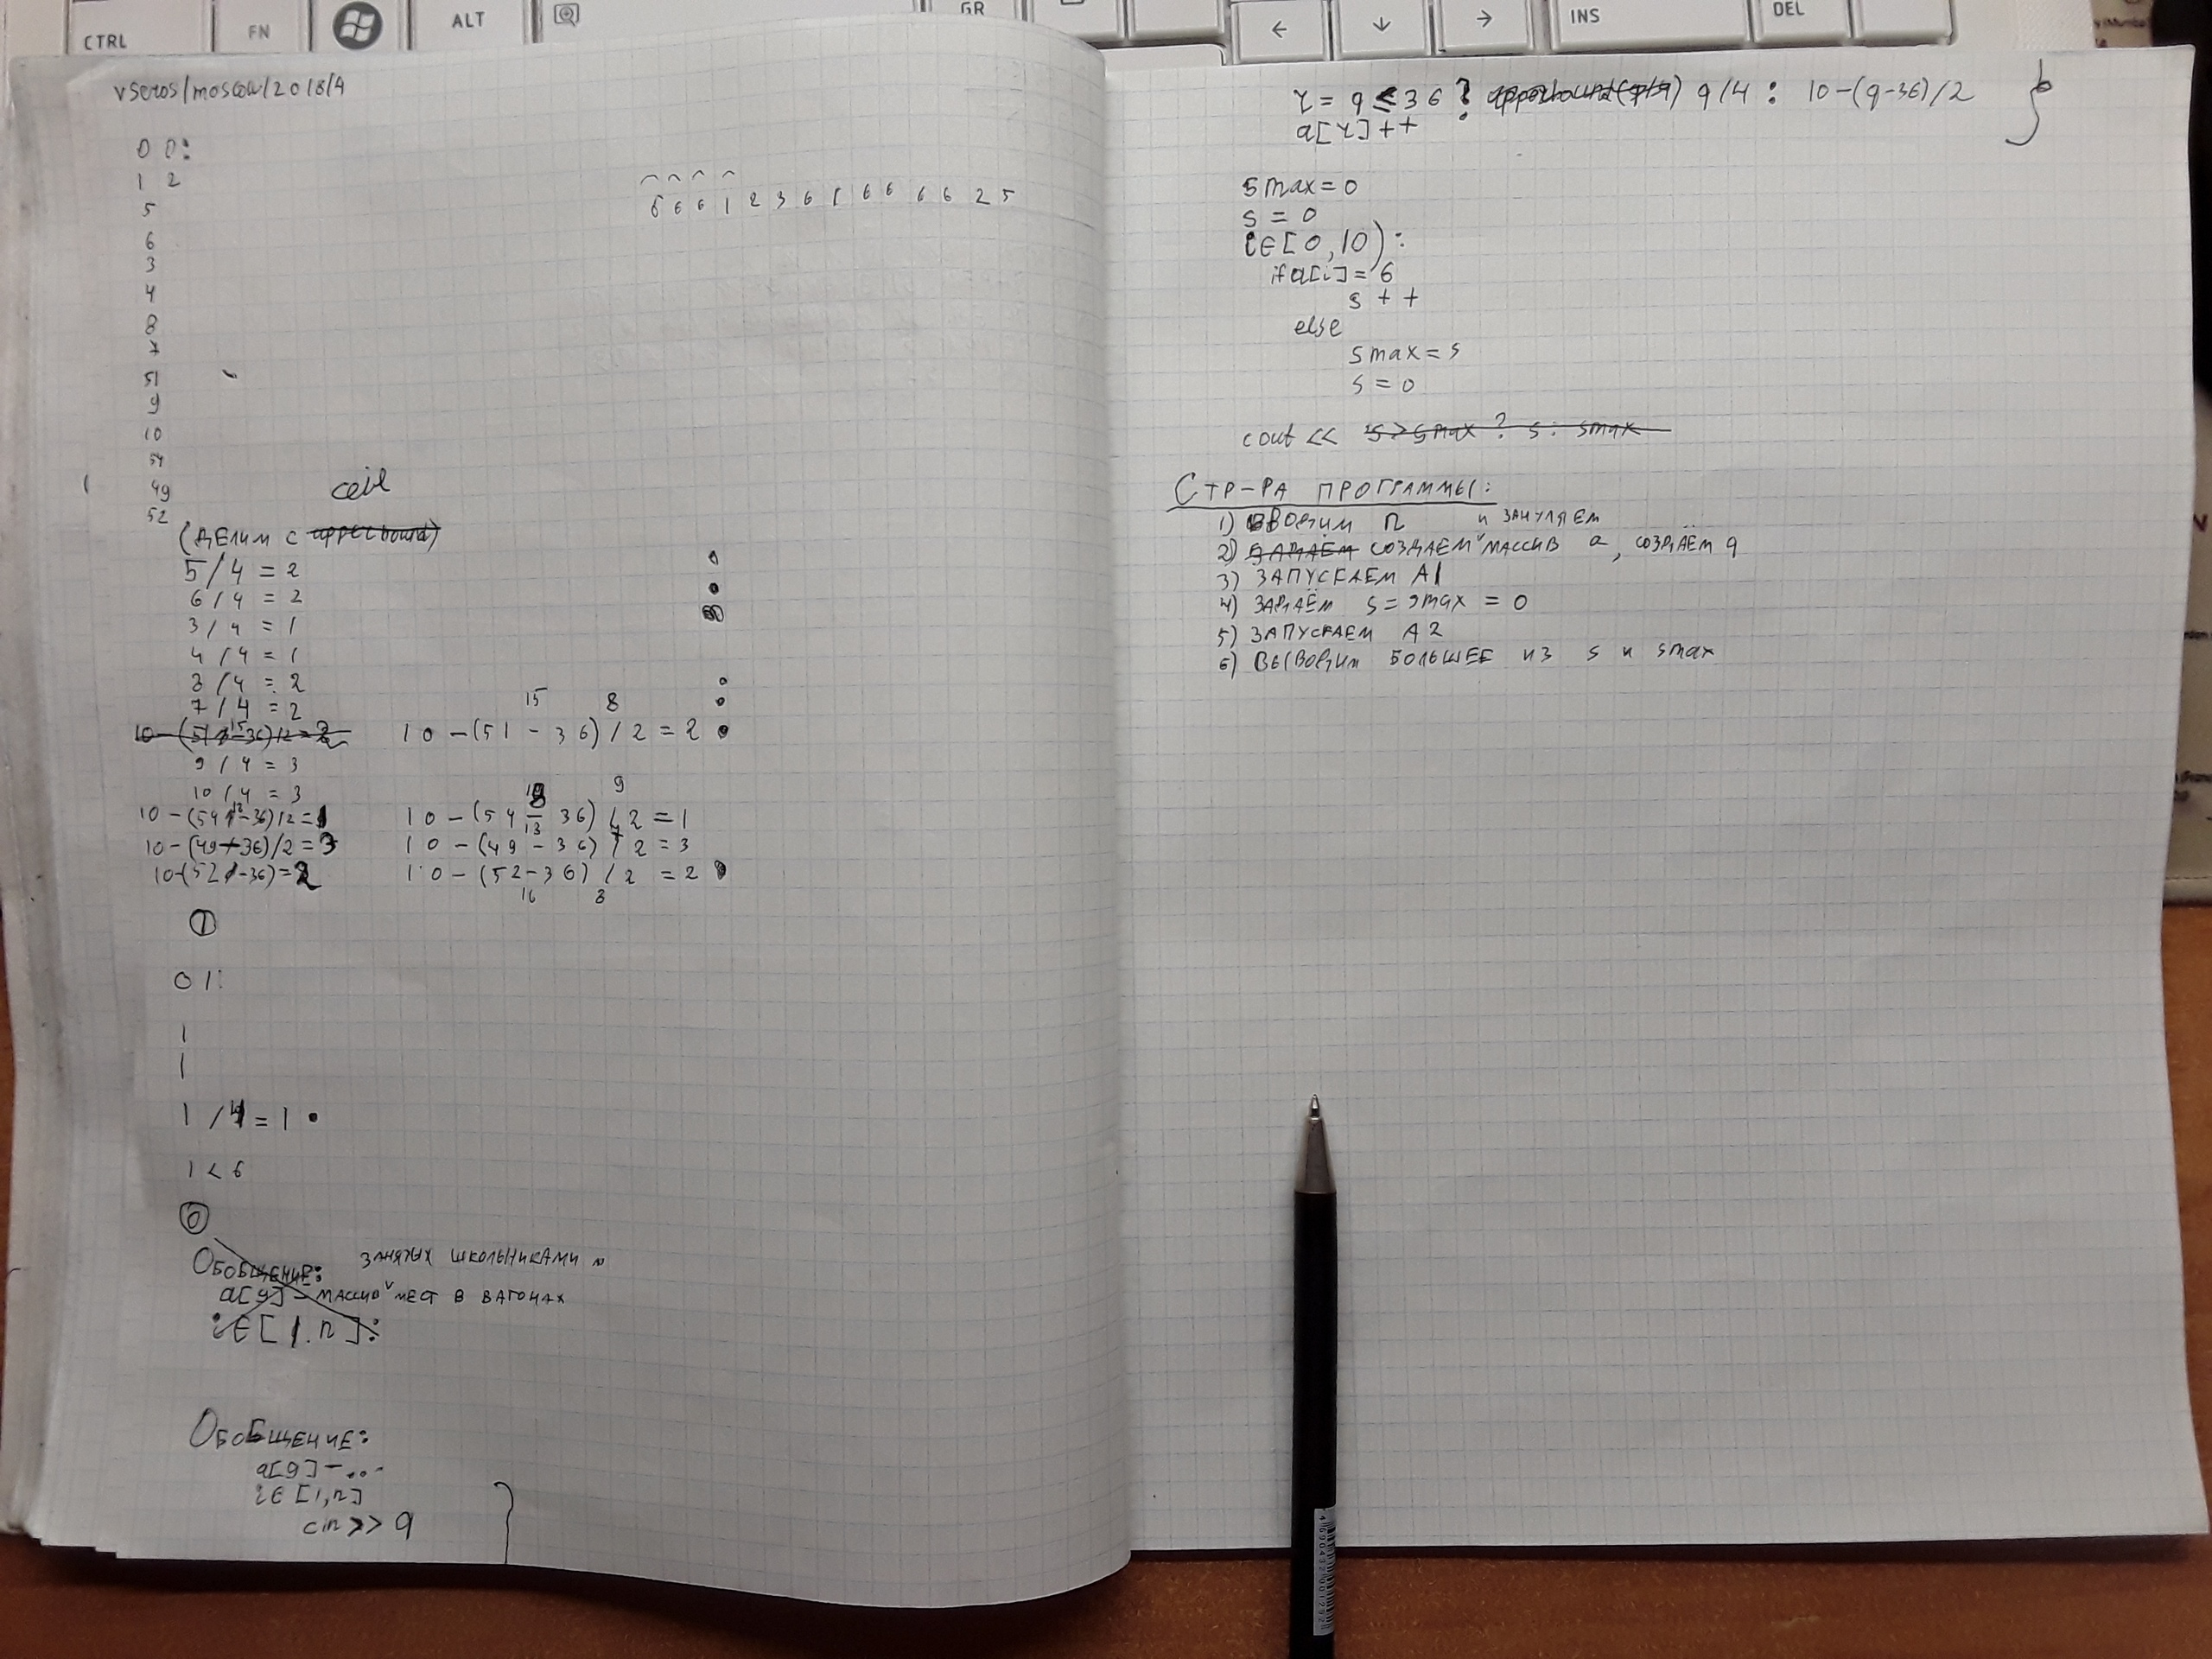 CTRL
FN
ALT
GR
INS
DEL
vseros/moscow/2018/4
0 0:
1 2
5
6
3
4
8
7
51
9
10
54
49
52
6 6 6 1 2 3 6 1 6 6 6 6 2 5
ceil
(ДЕЛИМ С upperbound)
5/4 = 2
6/4 = 2
3/4 = 1
4/4 = 1
8/4 = 2
7/4 = 2
15 8
10-(51-36)/2=2 10-(51-36)/2=2
9/4 = 3
9
10/4 = 3
10-(54-36)/2=1 10-(54-36)/2=1
13 7
10-(49-36)/2=3 10-(49-36)/2=3
10-(52-36)=2 10-(52-36)/2=2
16 8
1
0 1:
1
1
1/4=1
1<6
0
ОБОБЩЕНИЕ: ЗАНЯТЫХ ШКОЛЬНИКАМИ
a[9] - МАССИВ МЕСТ В ВАГОНАХ
i∈[1,n]:
ОБОБЩЕНИЕ:
a[9] - ...
i∈[1,n]
cin >> q
r = q ≤ 36 ? upperbound(q/4) q/4 : 10-(q-36)/2
a[r]++
smax=0
s=0
i∈[0,10):
if a[i]=6
s++
else
smax=s
s=0
cout << s>smax ? s : smax
СТР-РА ПРОГРАММЫ:
1) ВВОДИМ n
и ЗАНУЛЯЕМ
2) ЗАДАЁМ СОЗДАЕМ МАССИВ a, СОЗДАЁМ q
3) ЗАПУСКАЕМ А1
4) ЗАДАЁМ s=smax=0
5) ЗАПУСКАЕМ А2
6) ВЫВОДИМ БОЛЬШЕЕ ИЗ s и smax